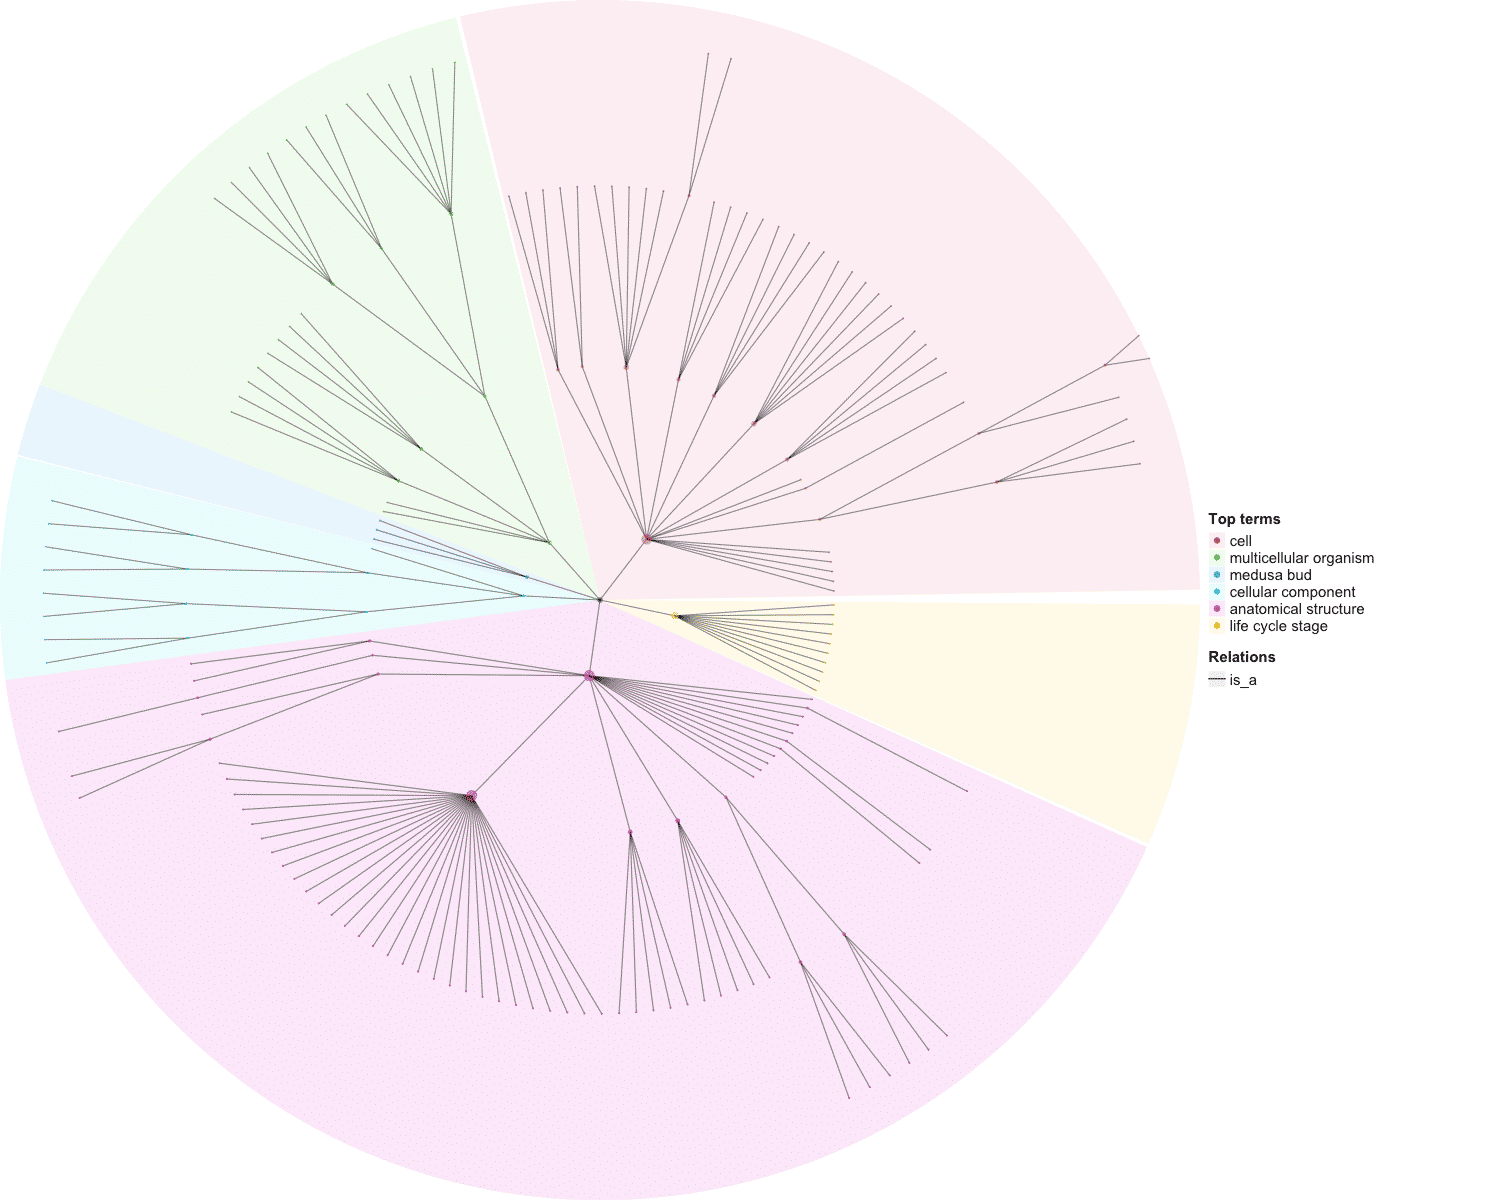 Top terms
cell
multicellular organism
medusa bud
cellular component
anatomical structure
life cycle stage
Relations
is_a